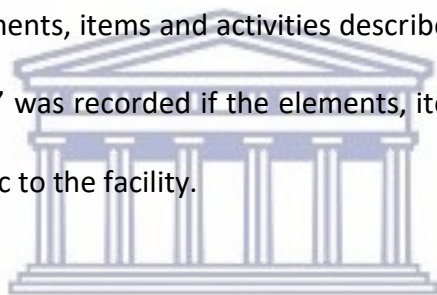 ments, items and activities describe
” was recorded if the elements, ite
c to the facility.